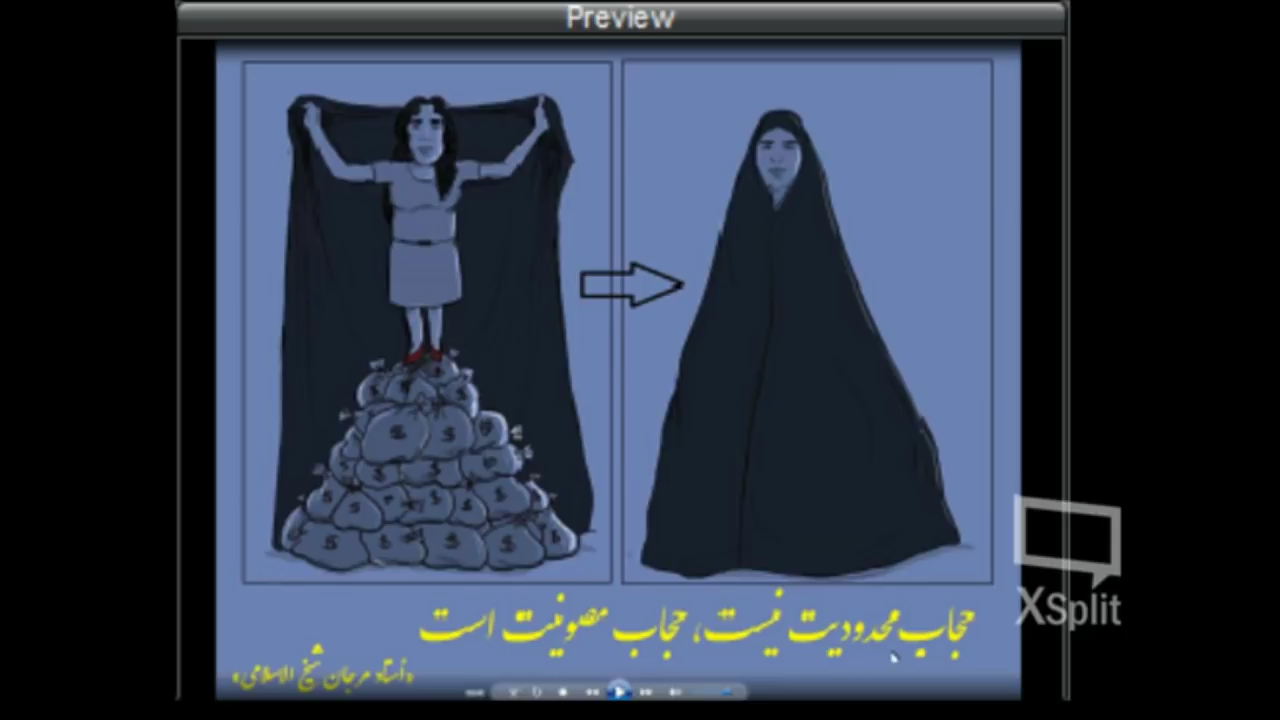 Preview
حجاب محدودیت نیست، حجاب مصونیت است
«استاد مرجان شیخ الاسلامی»
XSplit